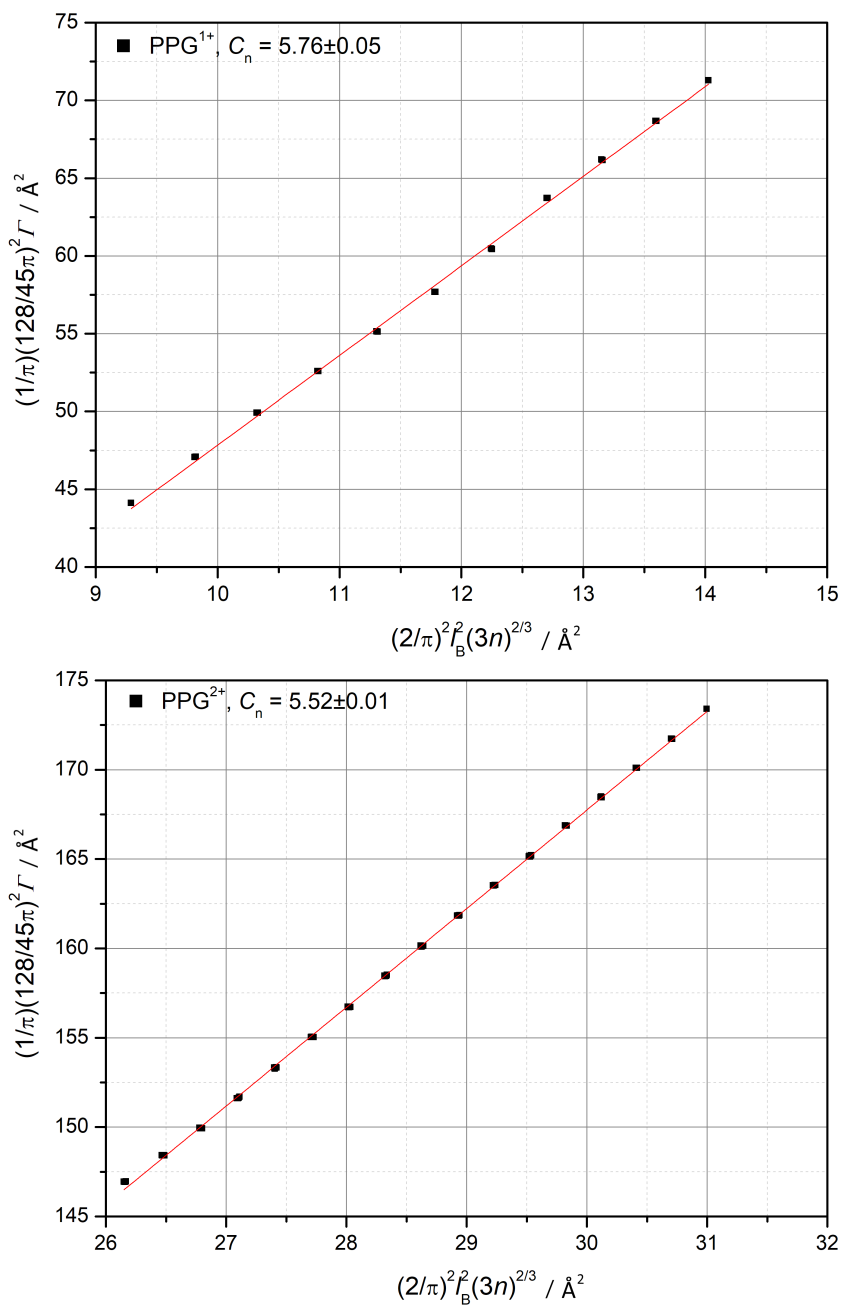 75
70
65
60
55
50
45
40
(1/π)(128/45π)²Γ / Å²
■ PPG¹⁺, Cₙ = 5.76±0.05
9 10 11 12 13 14 15
(2/π)²l²_B(3n)^{2/3} / Å²
175
170
165
160
155
150
145
(1/π)(128/45π)²Γ / Å²
■ PPG²⁺, Cₙ = 5.52±0.01
26 27 28 29 30 31 32
(2/π)²l²_B(3n)^{2/3} / Å²